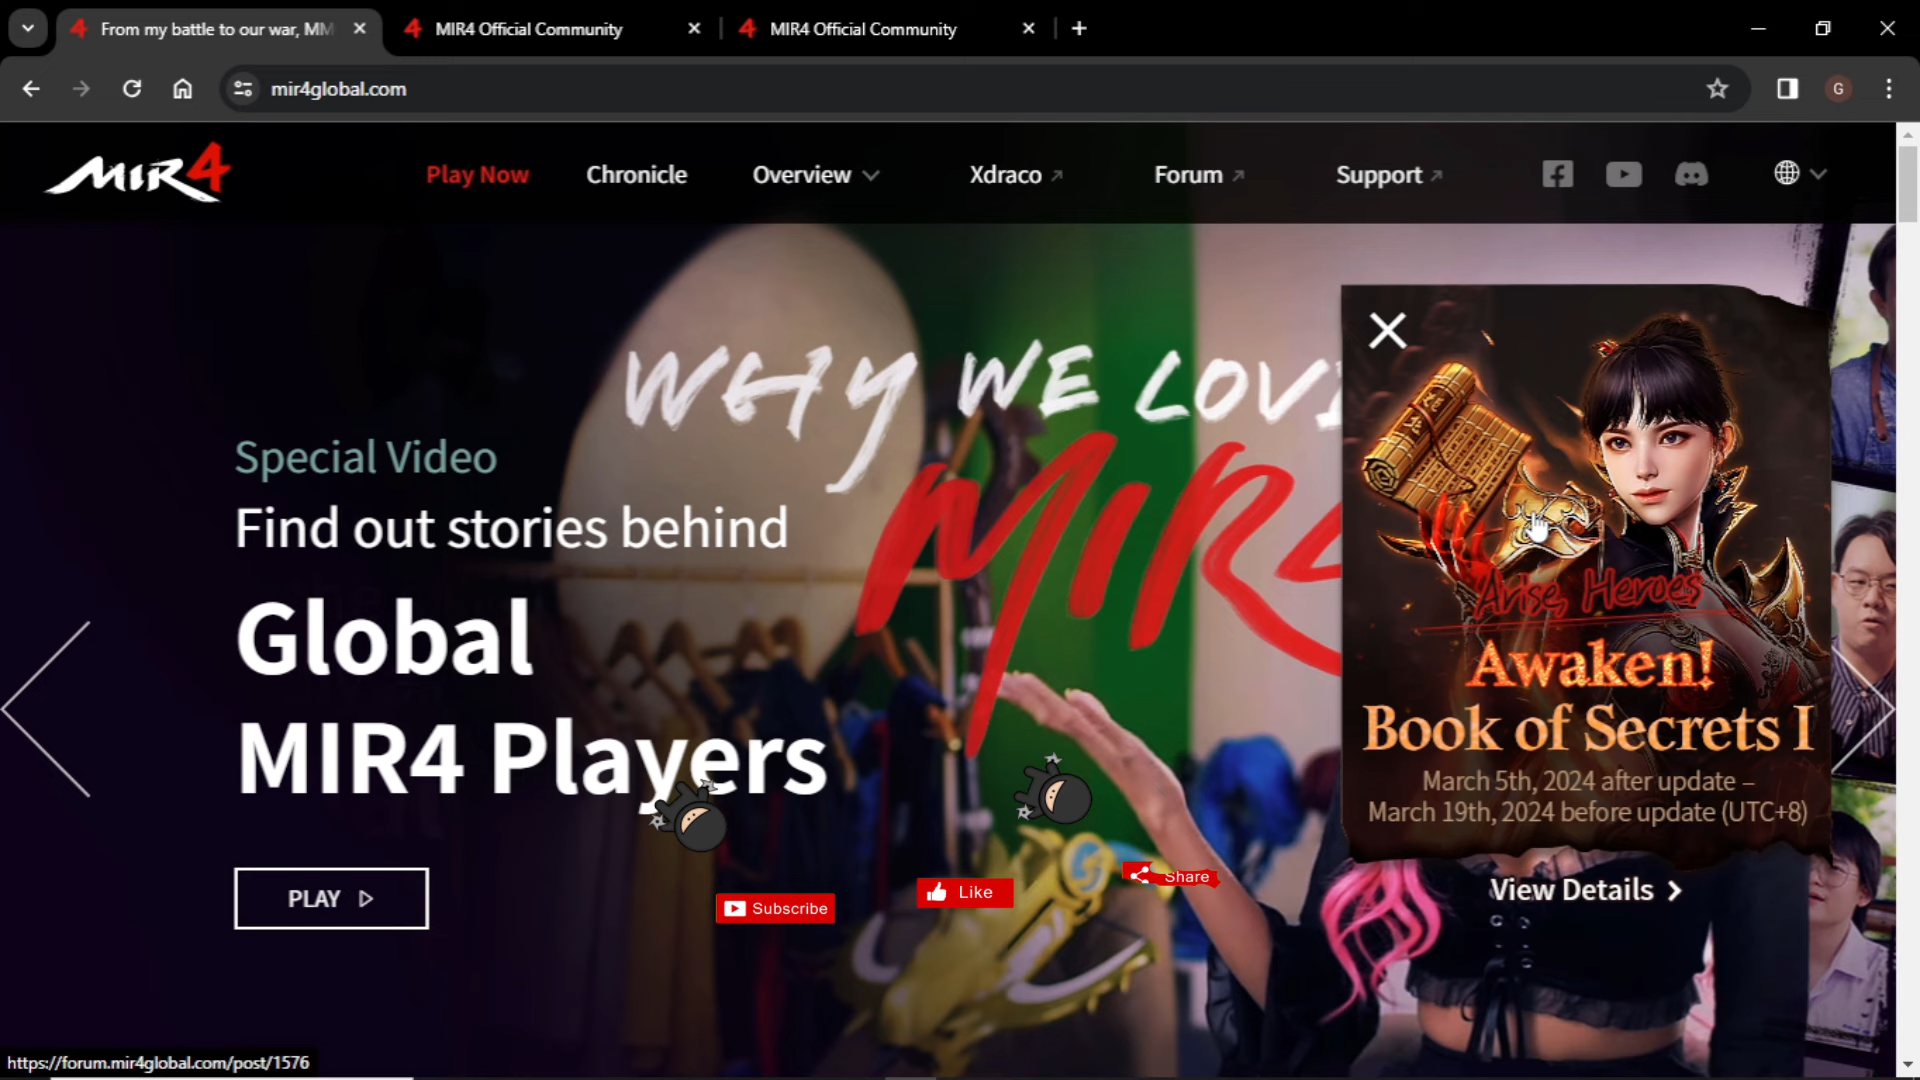 From my battle to our war, MM
MIR4 Official Community
MIR4 Official Community
mir4global.com
G
MIR4
Play Now
Chronicle
Overview
Xdraco
Forum
Support
WHY WE LOVE
MIR4
Special Video
Find out stories behind
Global
MIR4 Players
PLAY
Arise, Heroes
Awaken!
Book of Secrets I
March 5th, 2024 after update –
March 19th, 2024 before update (UTC+8)
View Details
Subscribe
Like
Share
https://forum.mir4global.com/post/1576